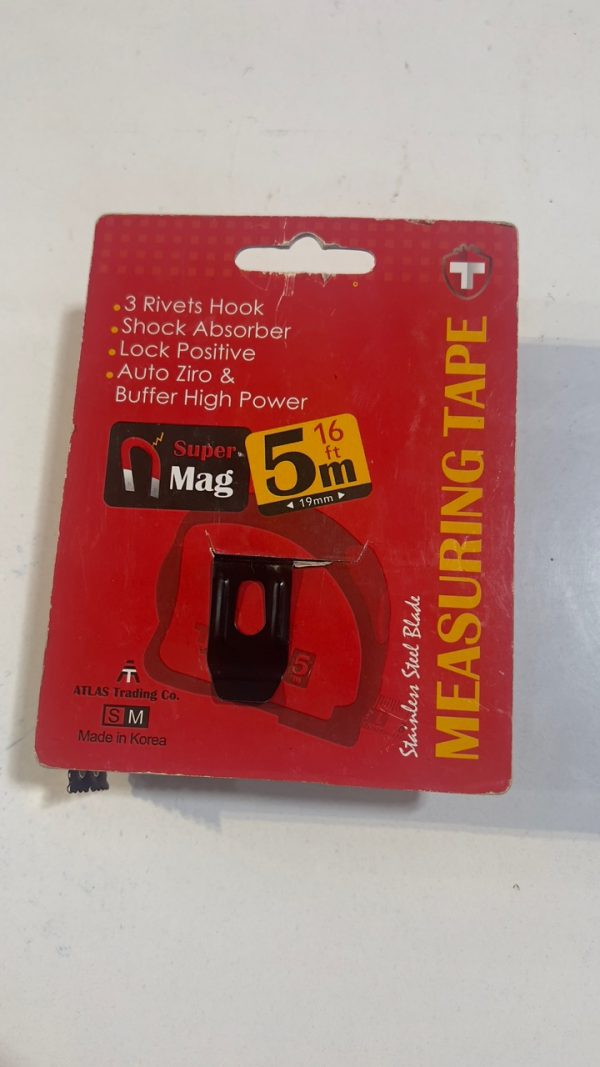 3 Rivets Hook
Shock Absorber
Lock Positive
Auto Ziro &
Buffer High Power
Super
Mag
16
ft
5m
19mm
T
MEASURING TAPE
Stainless Steel Blade
ATLAS Trading Co.
S M
Made in Korea